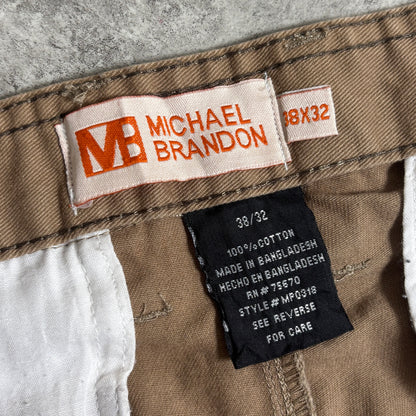 MB MICHAEL
BRANDON
38X32
38/32
100% COTTON
MADE IN BANGLADESH
HECHO EN BANGLADESH
RN# 75870
STYLE# MP0318
SEE REVERSE
FOR CARE